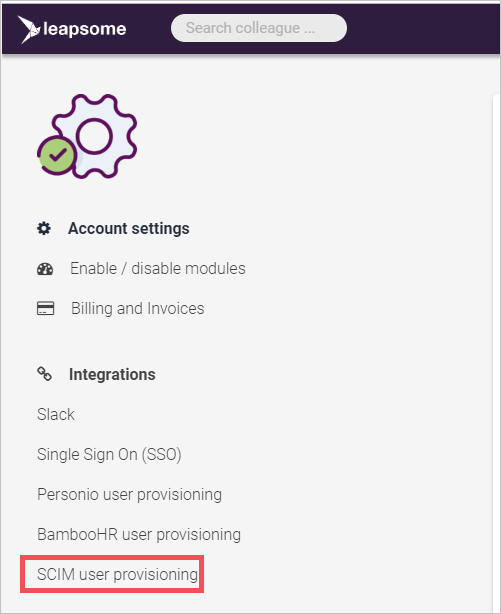 leapsome
Search colleague ...
Account settings
Enable / disable modules
Billing and Invoices
Integrations
Slack
Single Sign On (SSO)
Personio user provisioning
BambooHR user provisioning
SCIM user provisioning